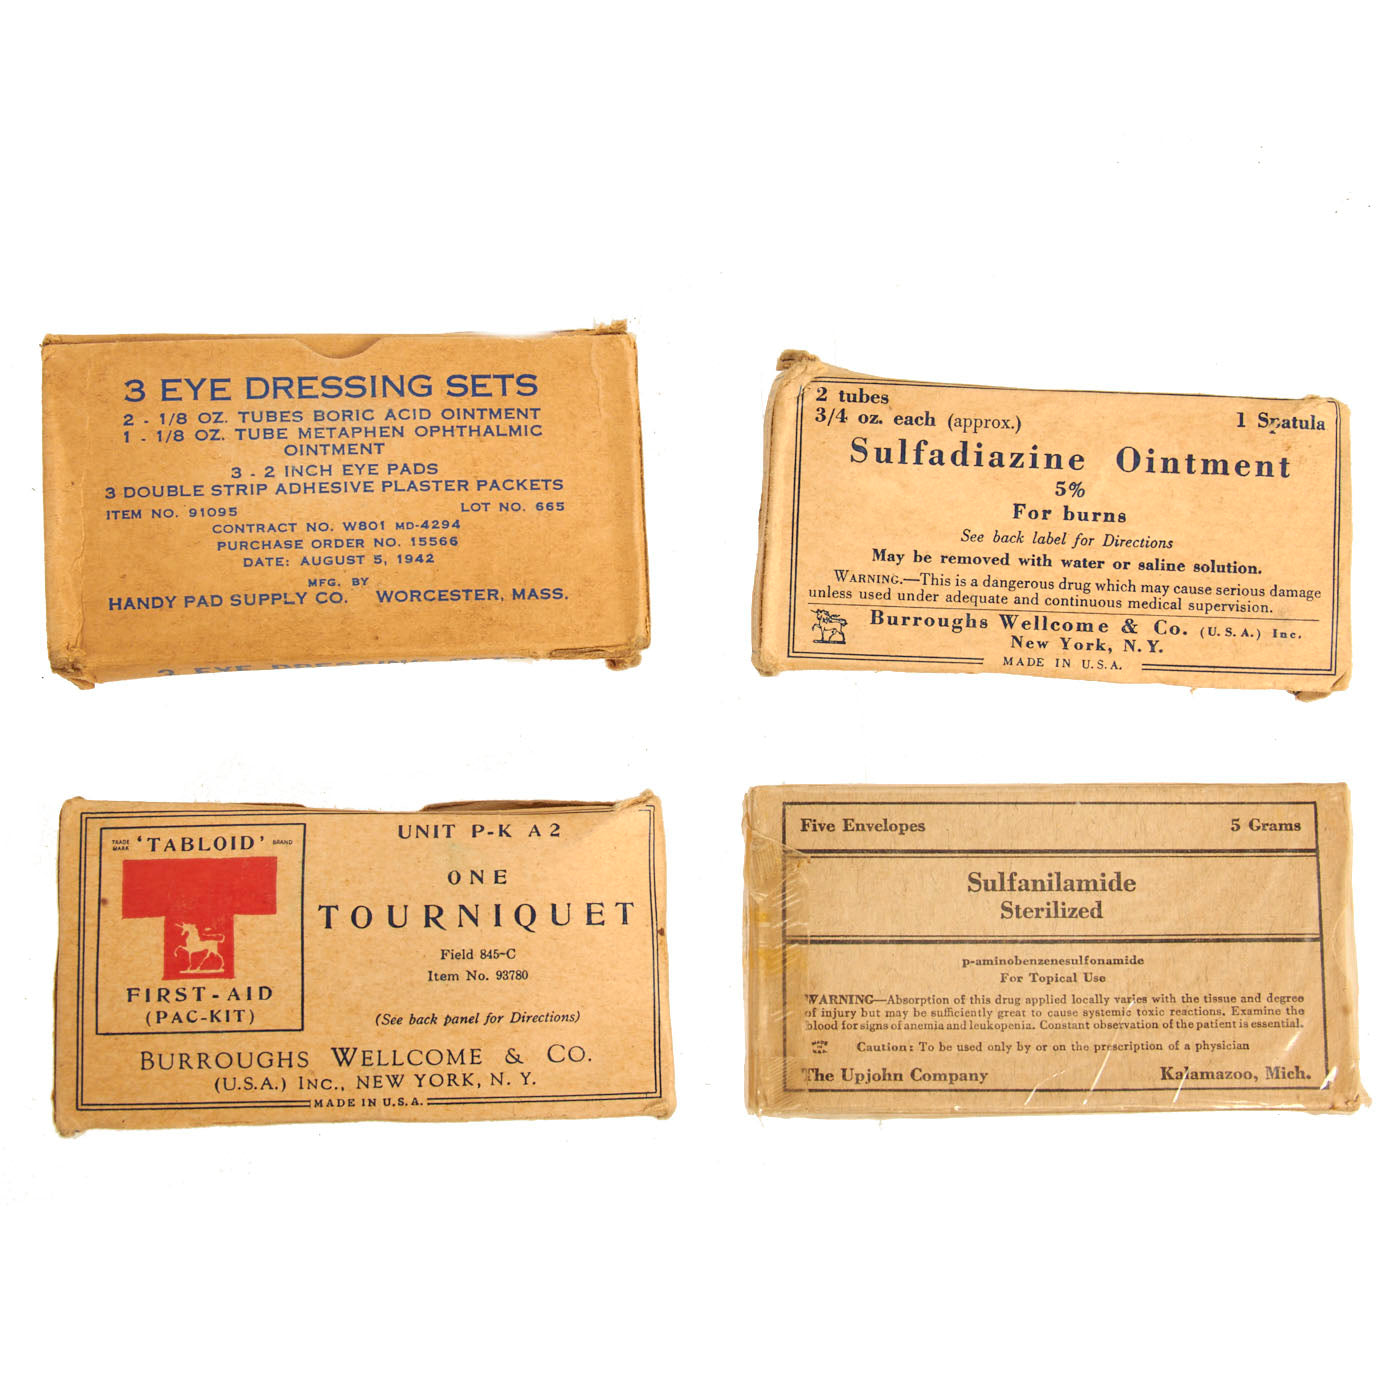 3 EYE DRESSING SETS
2 - 1/8 OZ. TUBES BORIC ACID OINTMENT
1 - 1/8 OZ. TUBE METAPHEN OPHTHALMIC
OINTMENT
3 - 2 INCH EYE PADS
3 DOUBLE STRIP ADHESIVE PLASTER PACKETS
ITEM NO. 91095 LOT NO. 665
CONTRACT NO. W801 MD-4294
PURCHASE ORDER NO. 15566
DATE: AUGUST 5, 1942
MFG. BY
HANDY PAD SUPPLY CO. WORCESTER, MASS.
3 EYE DRESSING
2 tubes
3/4 oz. each (approx.) 1 Spatula
Sulfadiazine Ointment
5%
For burns
See back label for Directions
May be removed with water or saline solution.
WARNING.—This is a dangerous drug which may cause serious damage
unless used under adequate and continuous medical supervision.
Burroughs Wellcome & Co. (U.S.A.) Inc.
New York, N.Y.
MADE IN U.S.A.
TRADE MARK 'TABLOID' BRAND
FIRST-AID
(PAC-KIT)
UNIT P-K A2
ONE
TOURNIQUET
Field 845-C
Item No. 93780
(See back panel for Directions)
BURROUGHS WELLCOME & CO.
(U.S.A.) INC., NEW YORK, N. Y.
MADE IN U.S.A.
Five Envelopes 5 Grams
Sulfanilamide
Sterilized
p-aminobenzenesulfonamide
For Topical Use
WARNING—Absorption of this drug applied locally varies with the tissue and degree
of injury but may be sufficiently great to cause systemic toxic reactions. Examine the
blood for signs of anemia and leukopenia. Constant observation of the patient is essential.
MADE IN U.S.A. Caution: To be used only by or on the prescription of a physician
The Upjohn Company Kalamazoo, Mich.